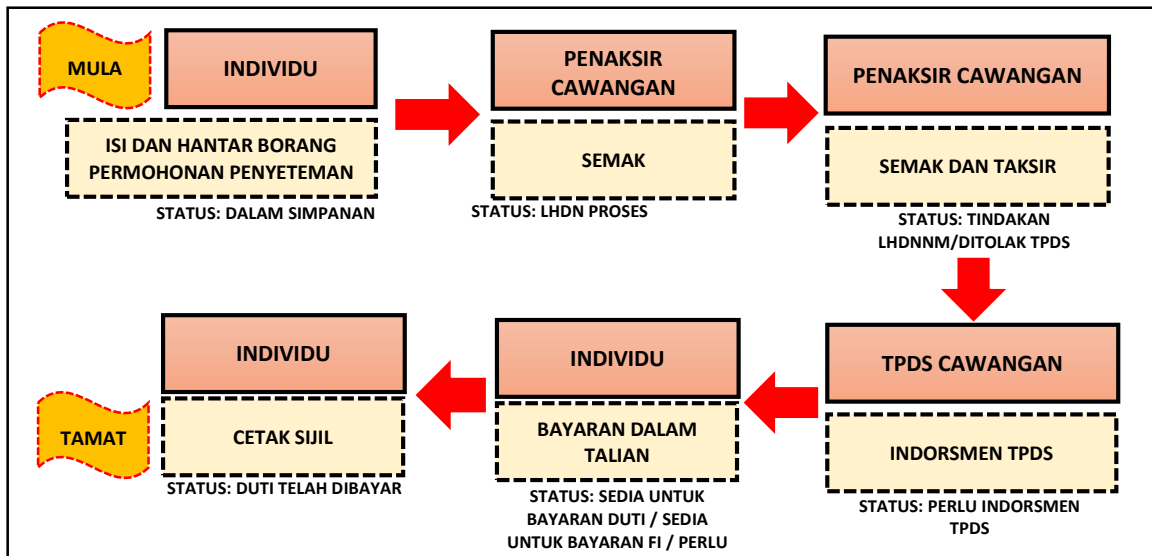 MULA
INDIVIDU
ISI DAN HANTAR BORANG
PERMOHONAN PENYETEMAN
STATUS: DALAM SIMPANAN
PENAKSIR
CAWANGAN
SEMAK
STATUS: LHDN PROSES
PENAKSIR CAWANGAN
SEMAK DAN TAKSIR
STATUS: TINDAKAN
LHDNNM/DITOLAK TPDS
TPDS CAWANGAN
INDORSMEN TPDS
STATUS: PERLU INDORSMEN
TPDS
INDIVIDU
BAYARAN DALAM
TALIAN
STATUS: SEDIA UNTUK
BAYARAN DUTI / SEDIA
UNTUK BAYARAN FI / PERLU
INDIVIDU
CETAK SIJIL
STATUS: DUTI TELAH DIBAYAR
TAMAT